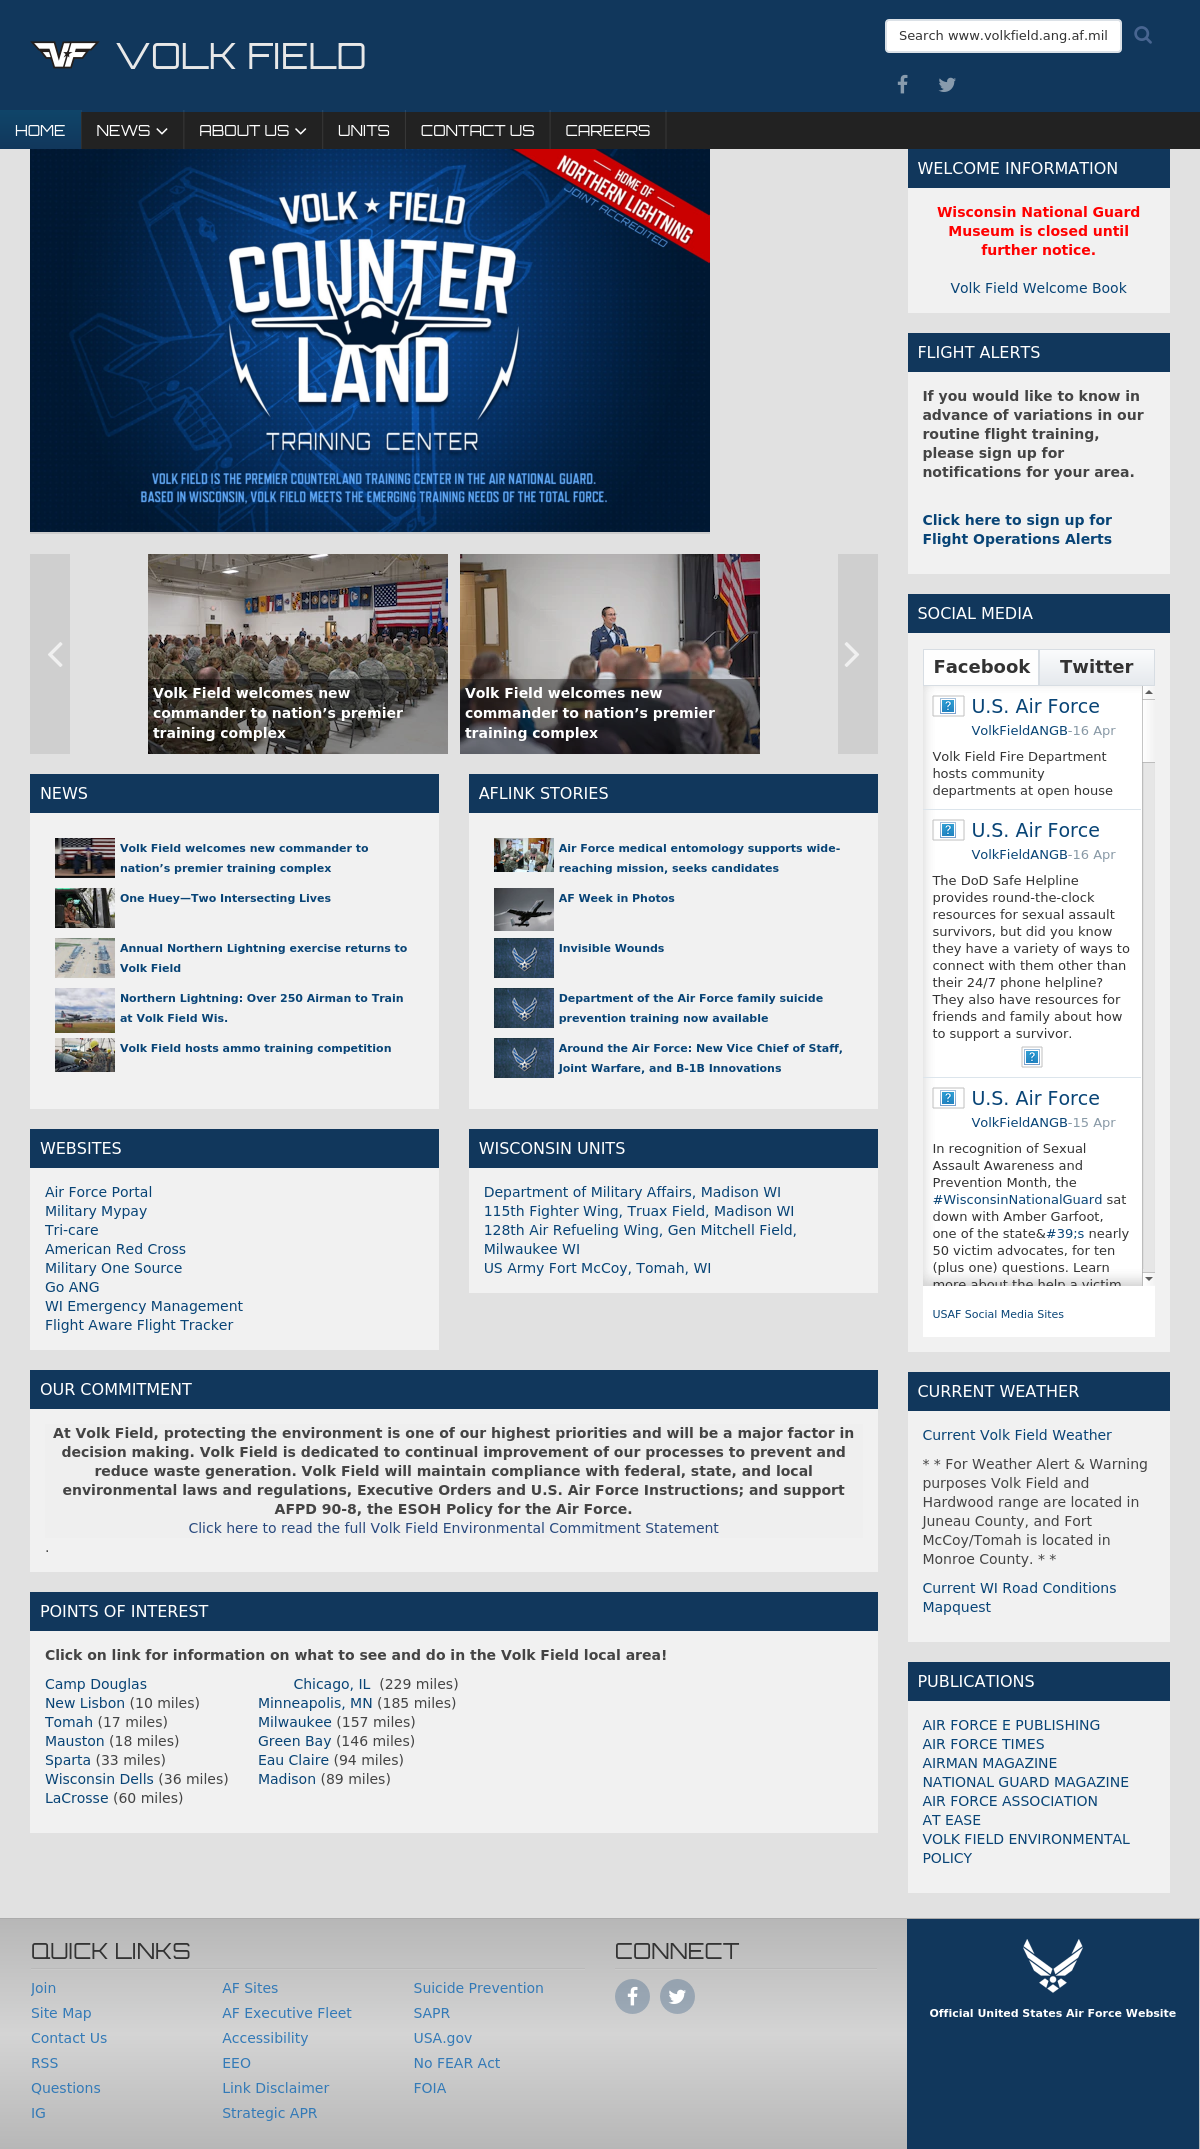 VF VOLK FIELD
Search www.volkfield.ang.af.mil
HOME NEWS ABOUT US UNITS CONTACT US CAREERS
HOME OF
NORTHERN LIGHTNING
JOINT ACCREDITED
VOLK ★ FIELD
COUNTER
LAND
TRAINING CENTER
VOLK FIELD IS THE PREMIER COUNTERLAND TRAINING CENTER IN THE AIR NATIONAL GUARD.
BASED IN WISCONSIN, VOLK FIELD MEETS THE EMERGING TRAINING NEEDS OF THE TOTAL FORCE.
Volk Field welcomes new
commander to nation’s premier
training complex
Volk Field welcomes new
commander to nation’s premier
training complex
NEWS
Volk Field welcomes new commander to
nation’s premier training complex
One Huey—Two Intersecting Lives
Annual Northern Lightning exercise returns to
Volk Field
Northern Lightning: Over 250 Airman to Train
at Volk Field Wis.
Volk Field hosts ammo training competition
AFLINK STORIES
Air Force medical entomology supports wide-
reaching mission, seeks candidates
AF Week in Photos
Invisible Wounds
Department of the Air Force family suicide
prevention training now available
Around the Air Force: New Vice Chief of Staff,
Joint Warfare, and B-1B Innovations
WEBSITES
Air Force Portal
Military Mypay
Tri-care
American Red Cross
Military One Source
Go ANG
WI Emergency Management
Flight Aware Flight Tracker
WISCONSIN UNITS
Department of Military Affairs, Madison WI
115th Fighter Wing, Truax Field, Madison WI
128th Air Refueling Wing, Gen Mitchell Field,
Milwaukee WI
US Army Fort McCoy, Tomah, WI
OUR COMMITMENT
At Volk Field, protecting the environment is one of our highest priorities and will be a major factor in
decision making. Volk Field is dedicated to continual improvement of our processes to prevent and
reduce waste generation. Volk Field will maintain compliance with federal, state, and local
environmental laws and regulations, Executive Orders and U.S. Air Force Instructions; and support
AFPD 90-8, the ESOH Policy for the Air Force.
Click here to read the full Volk Field Environmental Commitment Statement
.
POINTS OF INTEREST
Click on link for information on what to see and do in the Volk Field local area!
Camp Douglas Chicago, IL (229 miles)
New Lisbon (10 miles) Minneapolis, MN (185 miles)
Tomah (17 miles) Milwaukee (157 miles)
Mauston (18 miles) Green Bay (146 miles)
Sparta (33 miles) Eau Claire (94 miles)
Wisconsin Dells (36 miles) Madison (89 miles)
LaCrosse (60 miles)
WELCOME INFORMATION
Wisconsin National Guard
Museum is closed until
further notice.
Volk Field Welcome Book
FLIGHT ALERTS
If you would like to know in
advance of variations in our
routine flight training,
please sign up for
notifications for your area.
Click here to sign up for
Flight Operations Alerts
SOCIAL MEDIA
Facebook Twitter
U.S. Air Force
VolkFieldANGB-16 Apr
Volk Field Fire Department
hosts community
departments at open house
U.S. Air Force
VolkFieldANGB-16 Apr
The DoD Safe Helpline
provides round-the-clock
resources for sexual assault
survivors, but did you know
they have a variety of ways to
connect with them other than
their 24/7 phone helpline?
They also have resources for
friends and family about how
to support a survivor.
U.S. Air Force
VolkFieldANGB-15 Apr
In recognition of Sexual
Assault Awareness and
Prevention Month, the
#WisconsinNationalGuard sat
down with Amber Garfoot,
one of the state&#39;s nearly
50 victim advocates, for ten
(plus one) questions. Learn
more about the help a victim
USAF Social Media Sites
CURRENT WEATHER
Current Volk Field Weather
* * For Weather Alert & Warning
purposes Volk Field and
Hardwood range are located in
Juneau County, and Fort
McCoy/Tomah is located in
Monroe County. * *
Current WI Road Conditions
Mapquest
PUBLICATIONS
AIR FORCE E PUBLISHING
AIR FORCE TIMES
AIRMAN MAGAZINE
NATIONAL GUARD MAGAZINE
AIR FORCE ASSOCIATION
AT EASE
VOLK FIELD ENVIRONMENTAL
POLICY
QUICK LINKS
Join
Site Map
Contact Us
RSS
Questions
IG
AF Sites
AF Executive Fleet
Accessibility
EEO
Link Disclaimer
Strategic APR
Suicide Prevention
SAPR
USA.gov
No FEAR Act
FOIA
CONNECT
Official United States Air Force Website